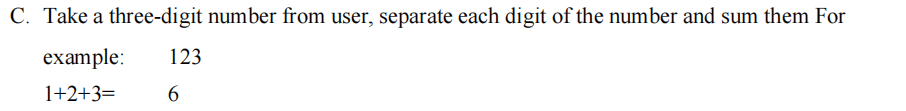 C. Take a three-digit number from user, separate each digit of the number and sum them For
example: 123
1+2+3= 6